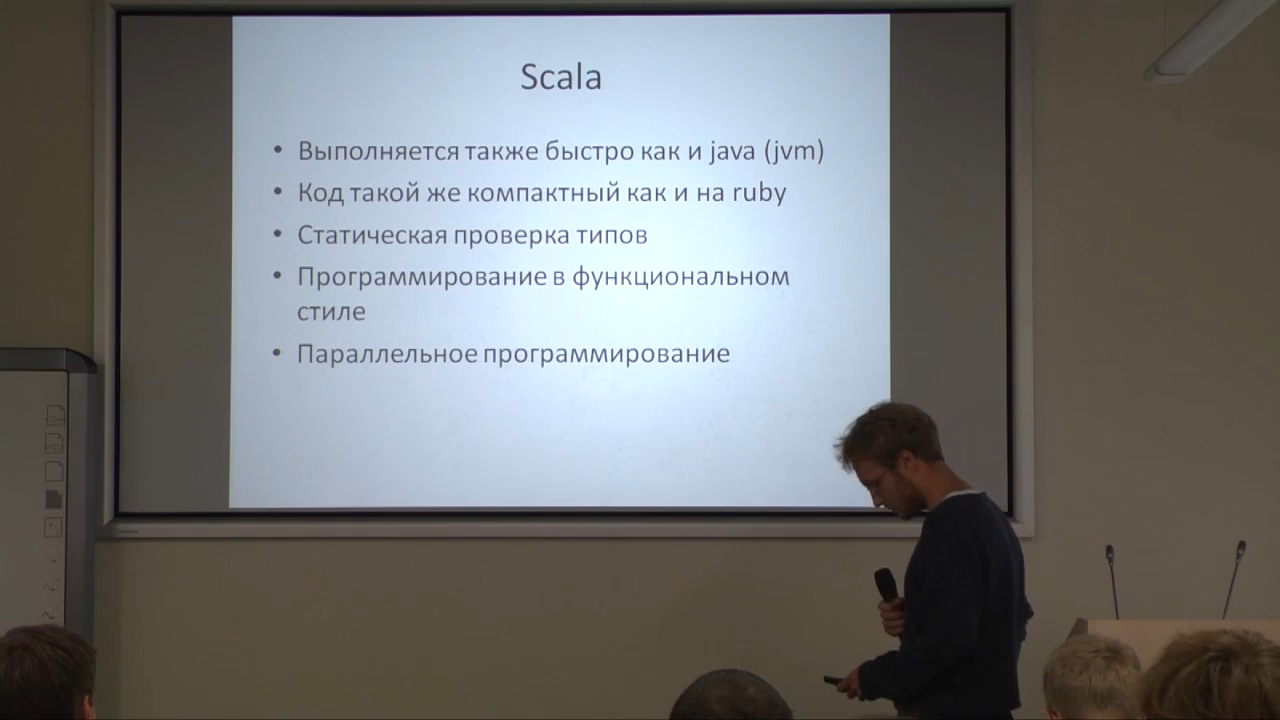 Scala
• Выполняется также быстро как и java (jvm)
• Код такой же компактный как и на ruby
• Статическая проверка типов
• Программирование в функциональном
стиле
• Параллельное программирование